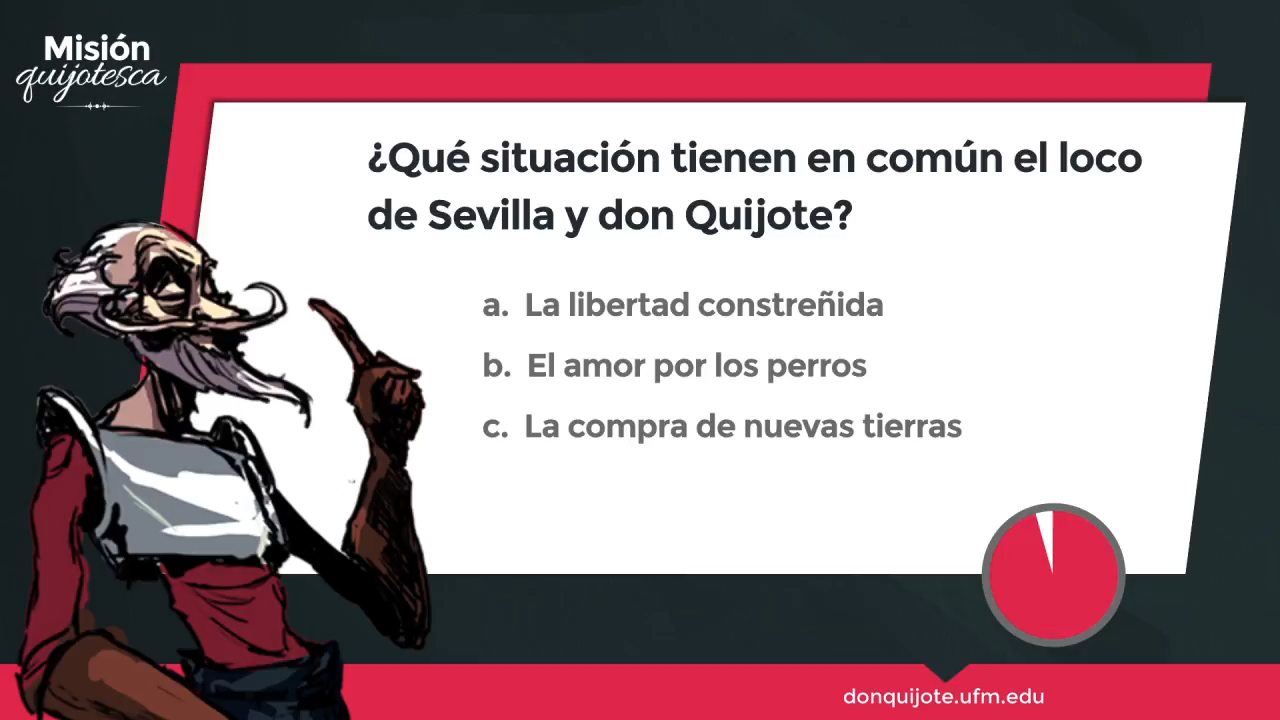 Misión
quijotesca
¿Qué situación tienen en común el loco
de Sevilla y don Quijote?
a. La libertad constreñida
b. El amor por los perros
c. La compra de nuevas tierras
donquijote.ufm.edu